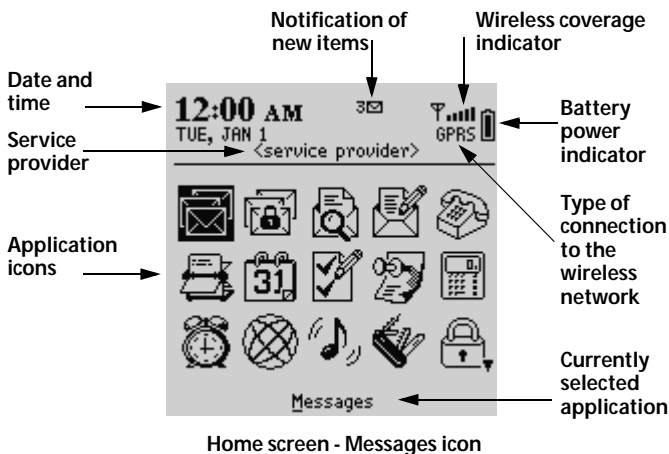 Notification of
new items
Wireless coverage
indicator
Date and
time
12:00 AM
3
TUE, JAN 1
GPRS
Battery
power
indicator
Service
provider
<service provider>
Type of
connection
to the
wireless
network
Application
icons
31
0.
Messages
Currently
selected
application
Home screen - Messages icon